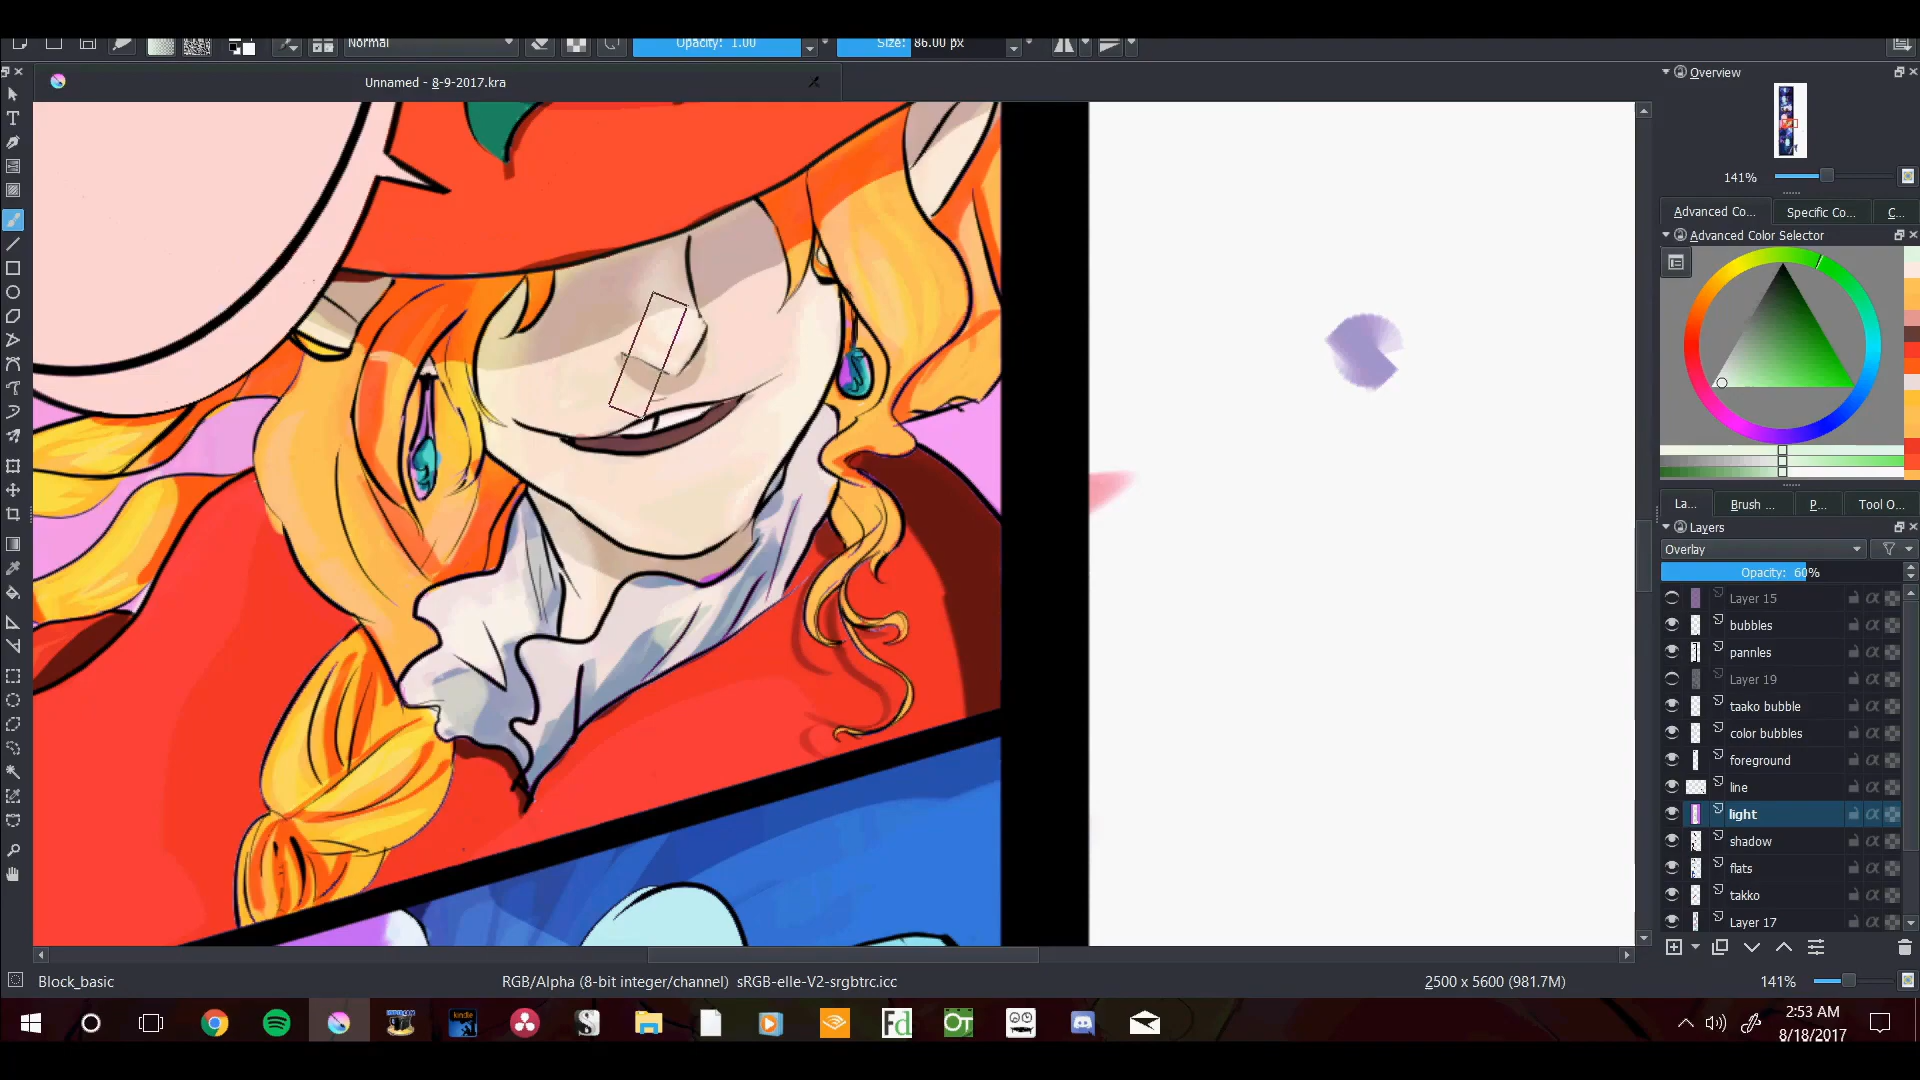 Normal
Opacity: 1.00
Size: 86.00 px
Unnamed - 8-9-2017.kra
Overview
141%
Advanced Co...
Specific Co...
C...
Advanced Color Selector
La...
Brush ...
P...
Tool O...
Layers
Overlay
Opacity: 60%
Layer 15
bubbles
pannles
Layer 19
taako bubble
color bubbles
foreground
line
light
shadow
flats
takko
Layer 17
Block_basic
RGB/Alpha (8-bit integer/channel) sRGB-elle-V2-srgbtrc.icc
2500 x 5600 (981.7M)
141%
kindle
Fd
OT
2:53 AM
8/18/2017